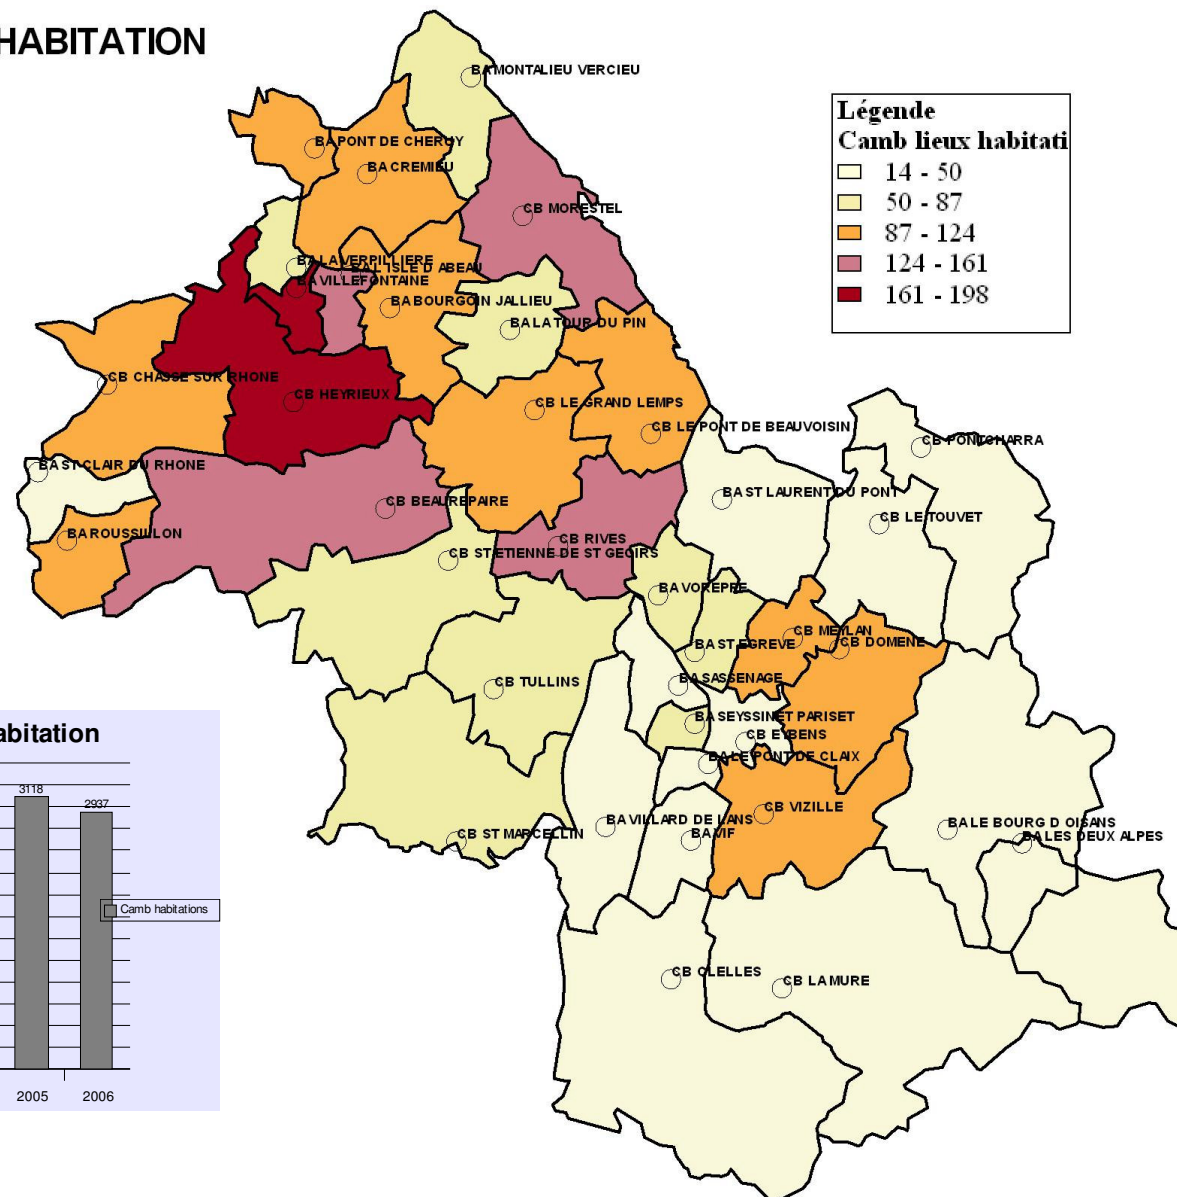 HABITATION
BA MONTALIEU VERCIEU
Légende
Camb lieux habitati
14 - 50
50 - 87
87 - 124
124 - 161
161 - 198
BA PONT DE CHERUY
BA CREMIEU
CB MORESTEL
BA LA VERPILLIERE
BA L ISLE D ABEAU
BA VILLEFONTAINE
BA BOURGOIN JALLIEU
BA LA TOUR DU PIN
CB CHASSE SUR RHONE
CB HEYRIEUX
CB LE GRAND LEMPS
CB LE PONT DE BEAUVOISIN
CB PONTCHARRA
BA ST CLAIR DU RHONE
BA ST LAURENT DU PONT
CB BEAUREPAIRE
CB LE TOUVET
BA ROUSSILLON
CB RIVES
CB ST ETIENNE DE ST GEOIRS
BA VOREPPE
CB MEYLAN
CB DOMENE
BA ST EGREVE
BA SASSENAGE
CB TULLINS
BA SEYSSINET PARISET
CB EYBENS
BA LE PONT DE CLAIX
CB VIZILLE
BA VILLARD DE LANS
BA VIF
CB ST MARCELLIN
BA LE BOURG D OISANS
BA LES DEUX ALPES
CB CLELLES
CB LA MURE
abitation
3118
2937
Camb habitations
2005
2006